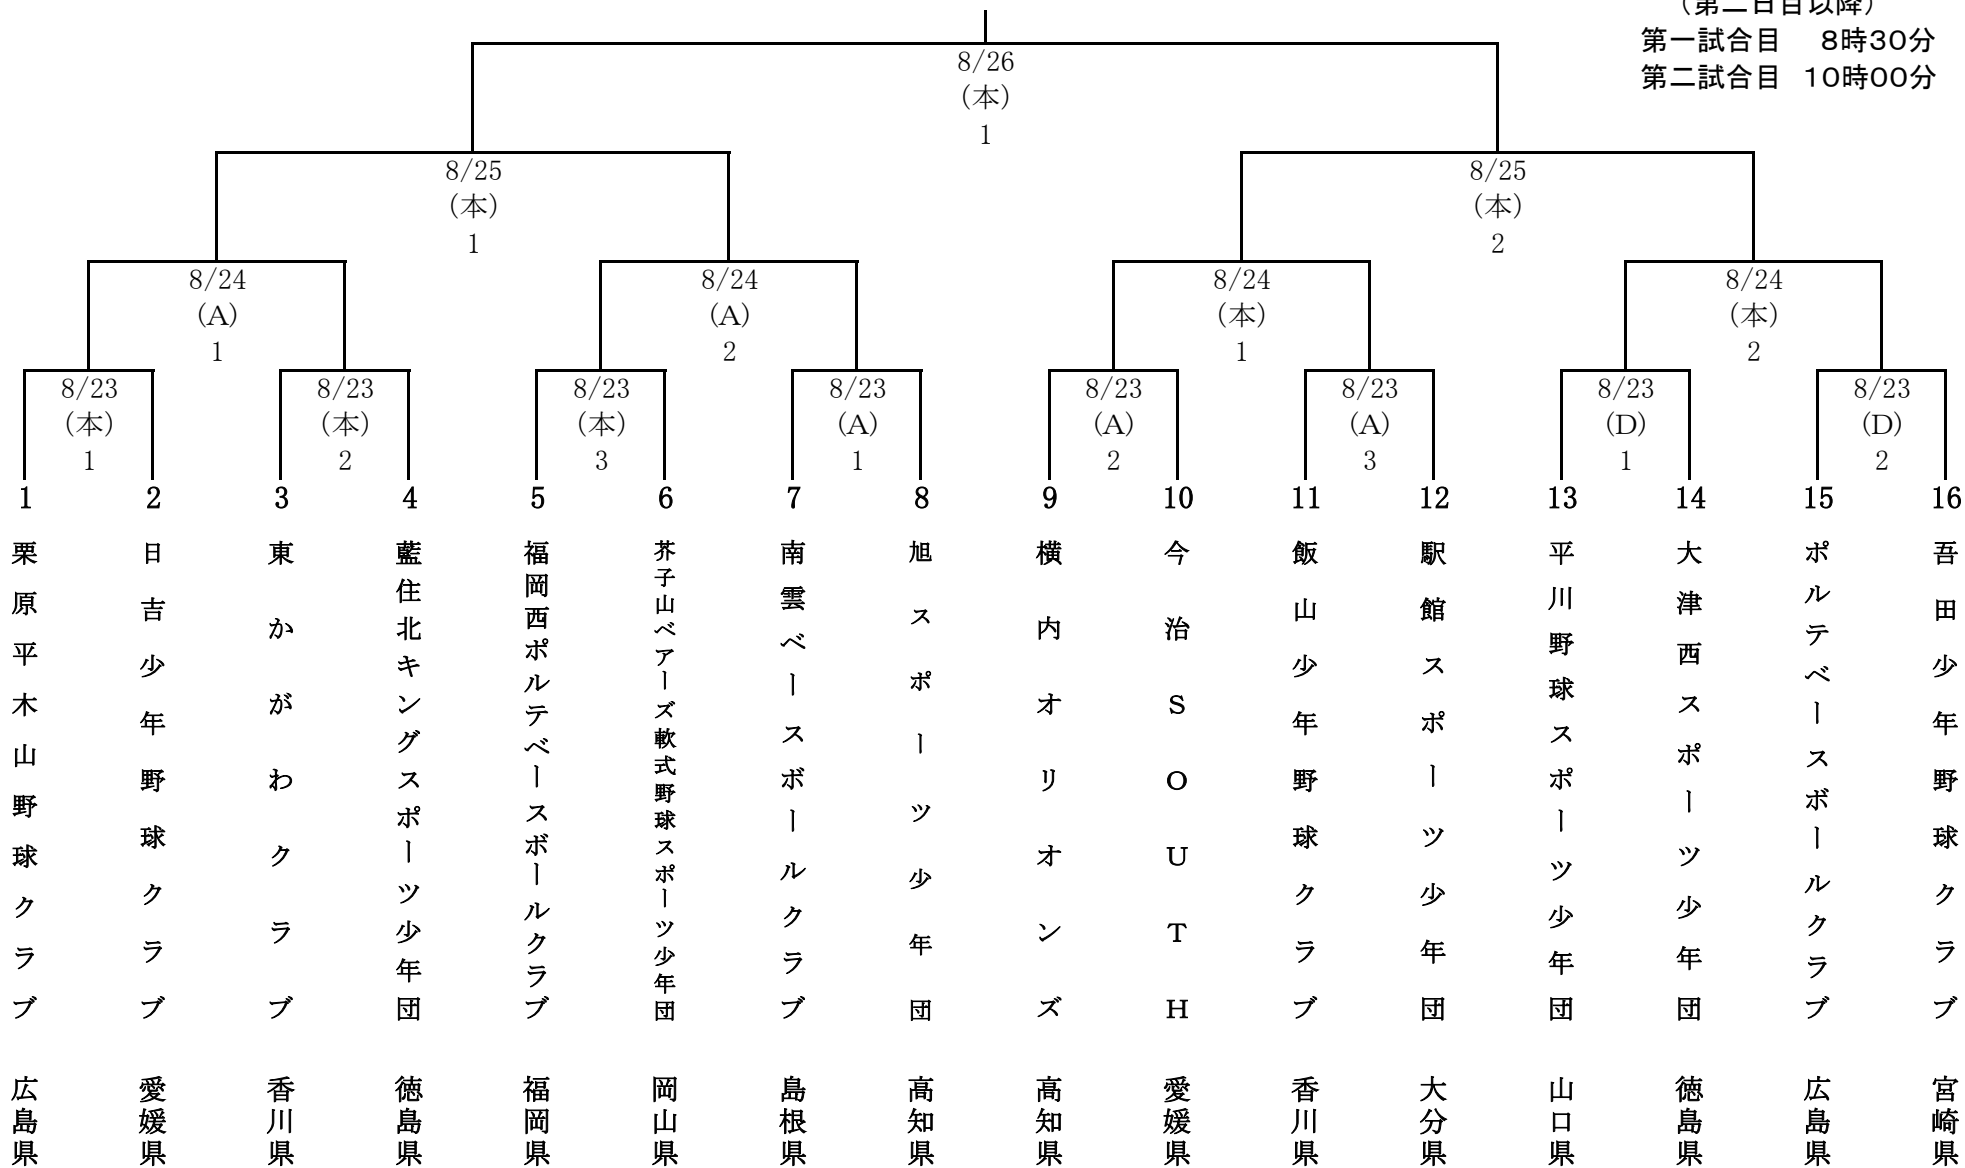 （第二日目以降）
第一試合目　8時30分
第二試合目　10時00分
8/26
（本）
1
8/25
（本）
1
8/25
（本）
2
8/24
（A）
1
8/24
（A）
2
8/24
（本）
1
8/24
（本）
2
8/23
（本）
1
8/23
（本）
2
8/23
（本）
3
8/23
（A）
1
8/23
（A）
2
8/23
（A）
3
8/23
（D）
1
8/23
（D）
2
1
栗原平木山野球クラブ
広島県
2
日吉少年野球クラブ
愛媛県
3
東かがわクラブ
香川県
4
藍住北キングスポーツ少年団
徳島県
5
福岡西ポルテベースボールクラブ
福岡県
6
芥子山ベアーズ軟式野球スポーツ少年団
岡山県
7
南雲ベースボールクラブ
島根県
8
旭スポーツ少年団
高知県
9
横内オリオンズ
高知県
10
今治SOUTH
愛媛県
11
飯山少年野球クラブ
香川県
12
駅館スポーツ少年団
大分県
13
平川野球スポーツ少年団
山口県
14
大津西スポーツ少年団
徳島県
15
ポルテベースボールクラブ
広島県
16
吾田少年野球クラブ
宮崎県